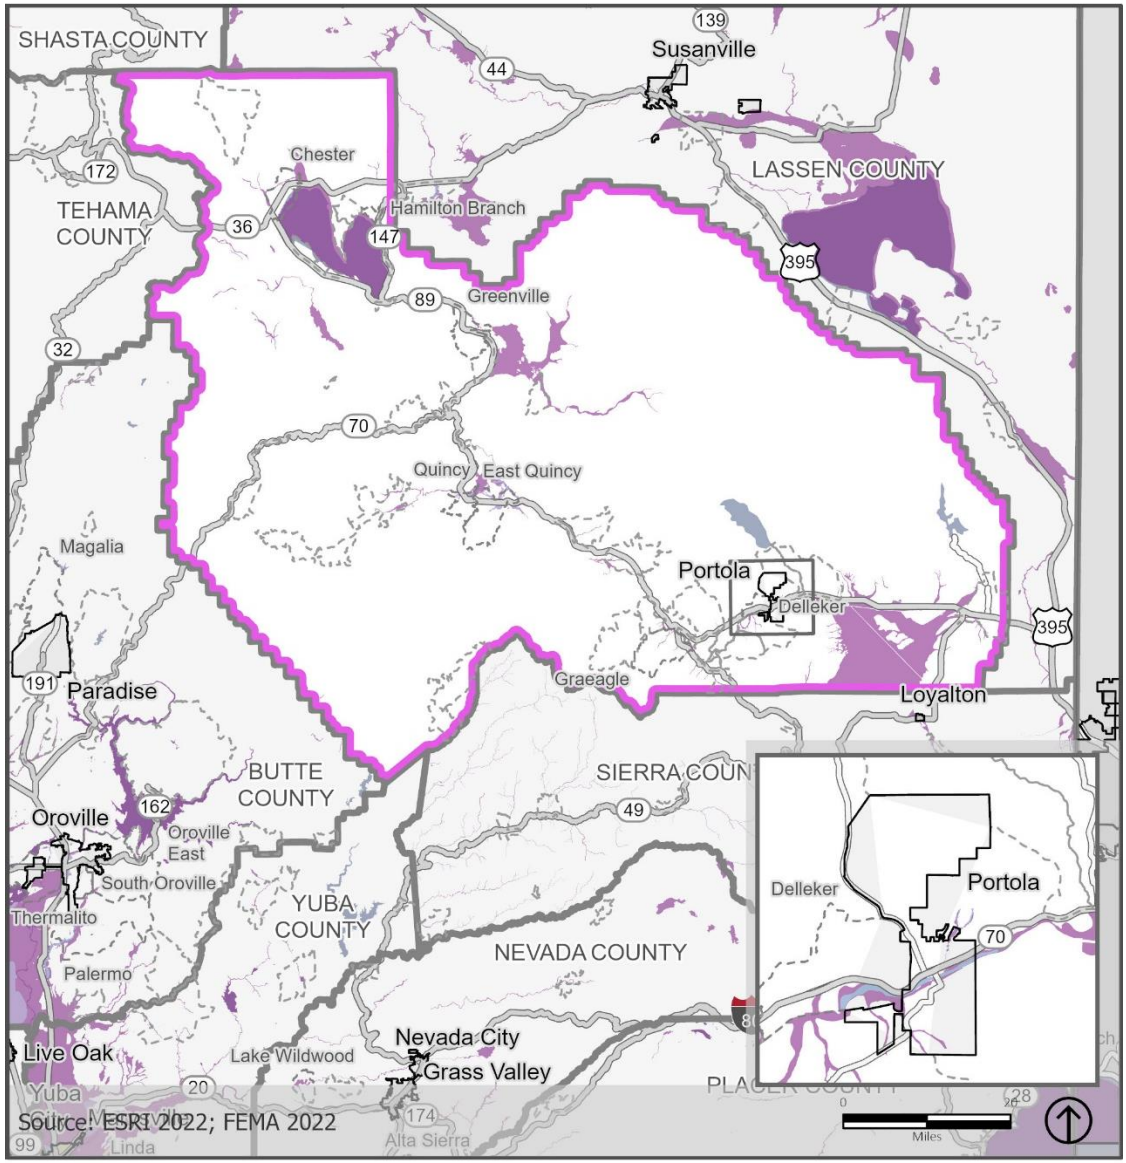 SHASTA COUNTY
139
Susanville
44
172
Chester
LASSEN COUNTY
TEHAMA
COUNTY
36
Hamilton Branch
147
395
89
Greenville
32
70
Quincy
East Quincy
Magalia
Portola
Delleker
395
191
Paradise
Graeagle
Loyalton
BUTTE
COUNTY
SIERRA COUNT
162
49
Oroville
Oroville
East
South Oroville
Thermalito
YUBA
COUNTY
NEVADA COUNTY
Palermo
Delleker
Portola
70
80
Live Oak
Lake Wildwood
Nevada City
Grass Valley
Yuba
20
PLACER COUNTY
28
Source: ESRI 2022; FEMA 2022
174
0
20
Miles
99
Linda
Alta Sierra